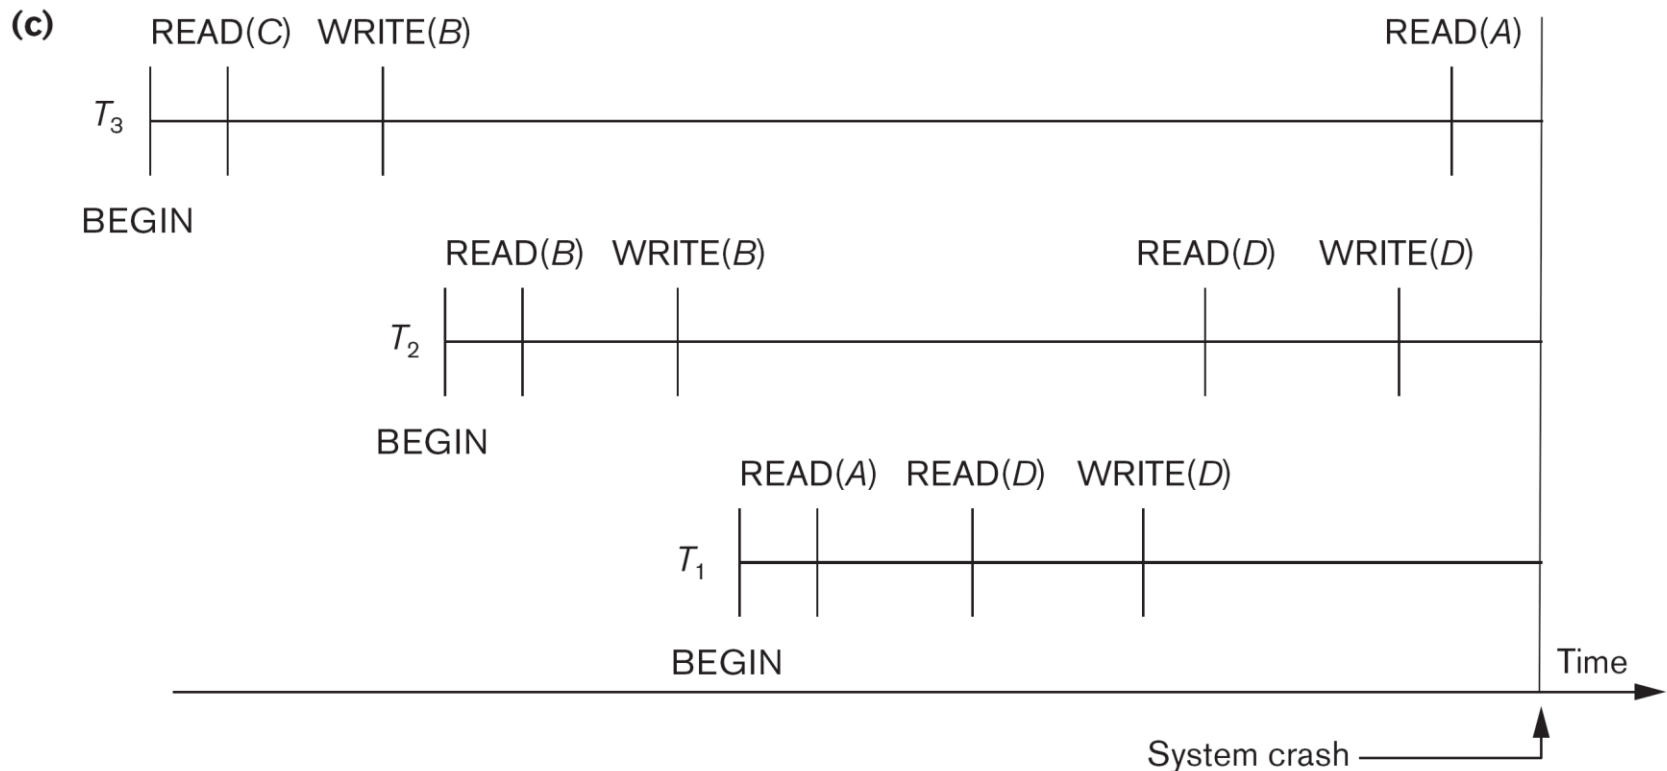 (c) READ(C) WRITE(B) READ(A)
T₃
BEGIN
READ(B) WRITE(B) READ(D) WRITE(D)
T₂
BEGIN
READ(A) READ(D) WRITE(D)
T₁
BEGIN
Time
System crash